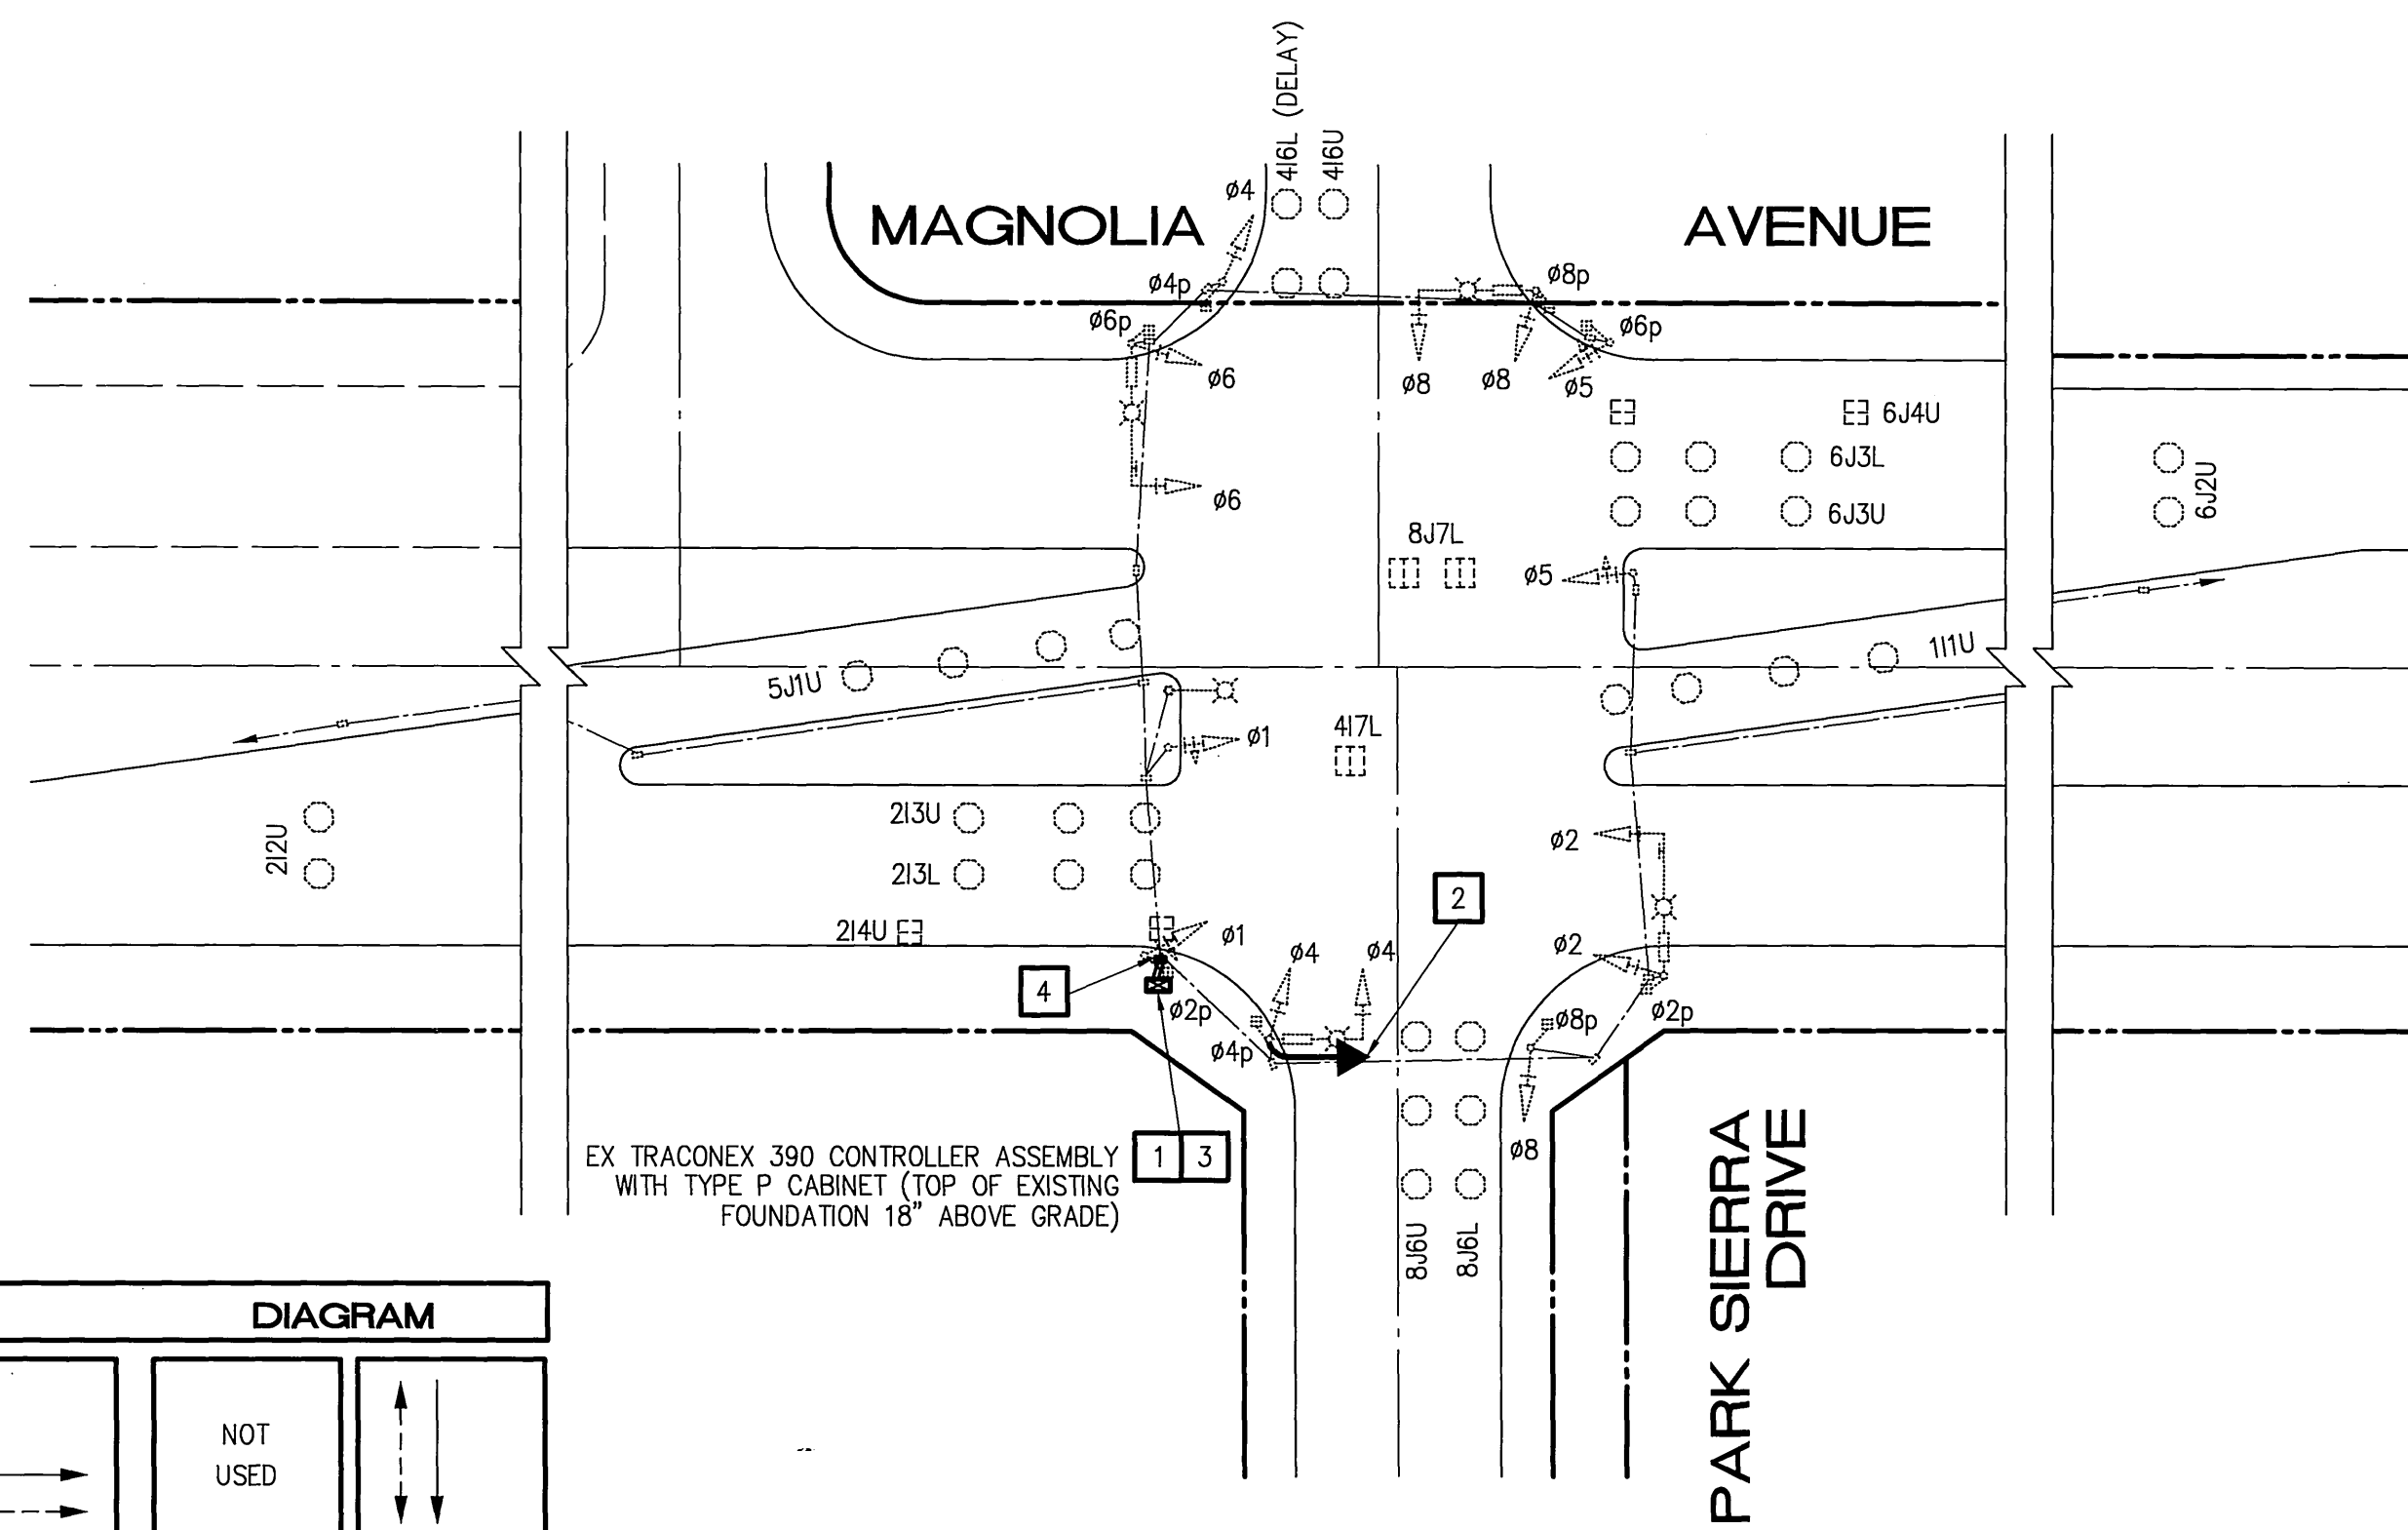 4I6L (DELAY)
4I6U
ø4
MAGNOLIA AVENUE
ø4p
ø8p
ø6p
ø6p
ø6
ø8
ø8
ø5
6J4U
6J3L
6J2U
ø6
6J3U
8J7L
ø5
1I1U
5J1U
4I7L
ø1
2I3U
ø2
2I2U
2I3L
2
2I4U
ø1
ø4
ø4
ø2
4
ø2p
ø8p
ø2p
ø4p
EX TRACONEX 390 CONTROLLER ASSEMBLY
WITH TYPE P CABINET (TOP OF EXISTING
FOUNDATION 18" ABOVE GRADE)
1 3
ø8
8J6U
8J6L
PARK SIERRA
DRIVE
DIAGRAM
NOT
USED